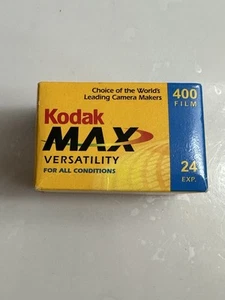 Choice of the World's
Leading Camera Makers
400
FILM
Kodak
MAX
VERSATILITY
FOR ALL CONDITIONS
24
EXP.